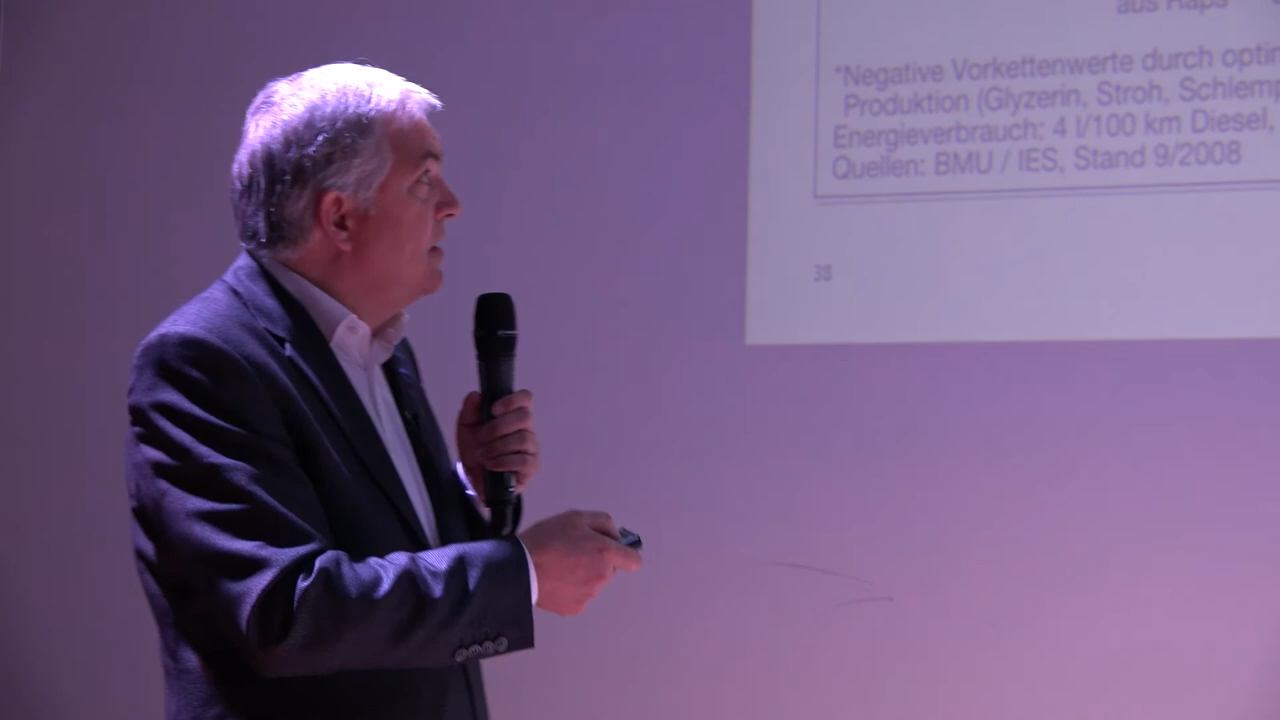 aus Raps
*Negative Vorkettenwerte durch optim
Produktion (Glyzerin, Stroh, Schlemp
Energieverbrauch: 4 l/100 km Diesel,
Quellen: BMU / IES, Stand 9/2008
38